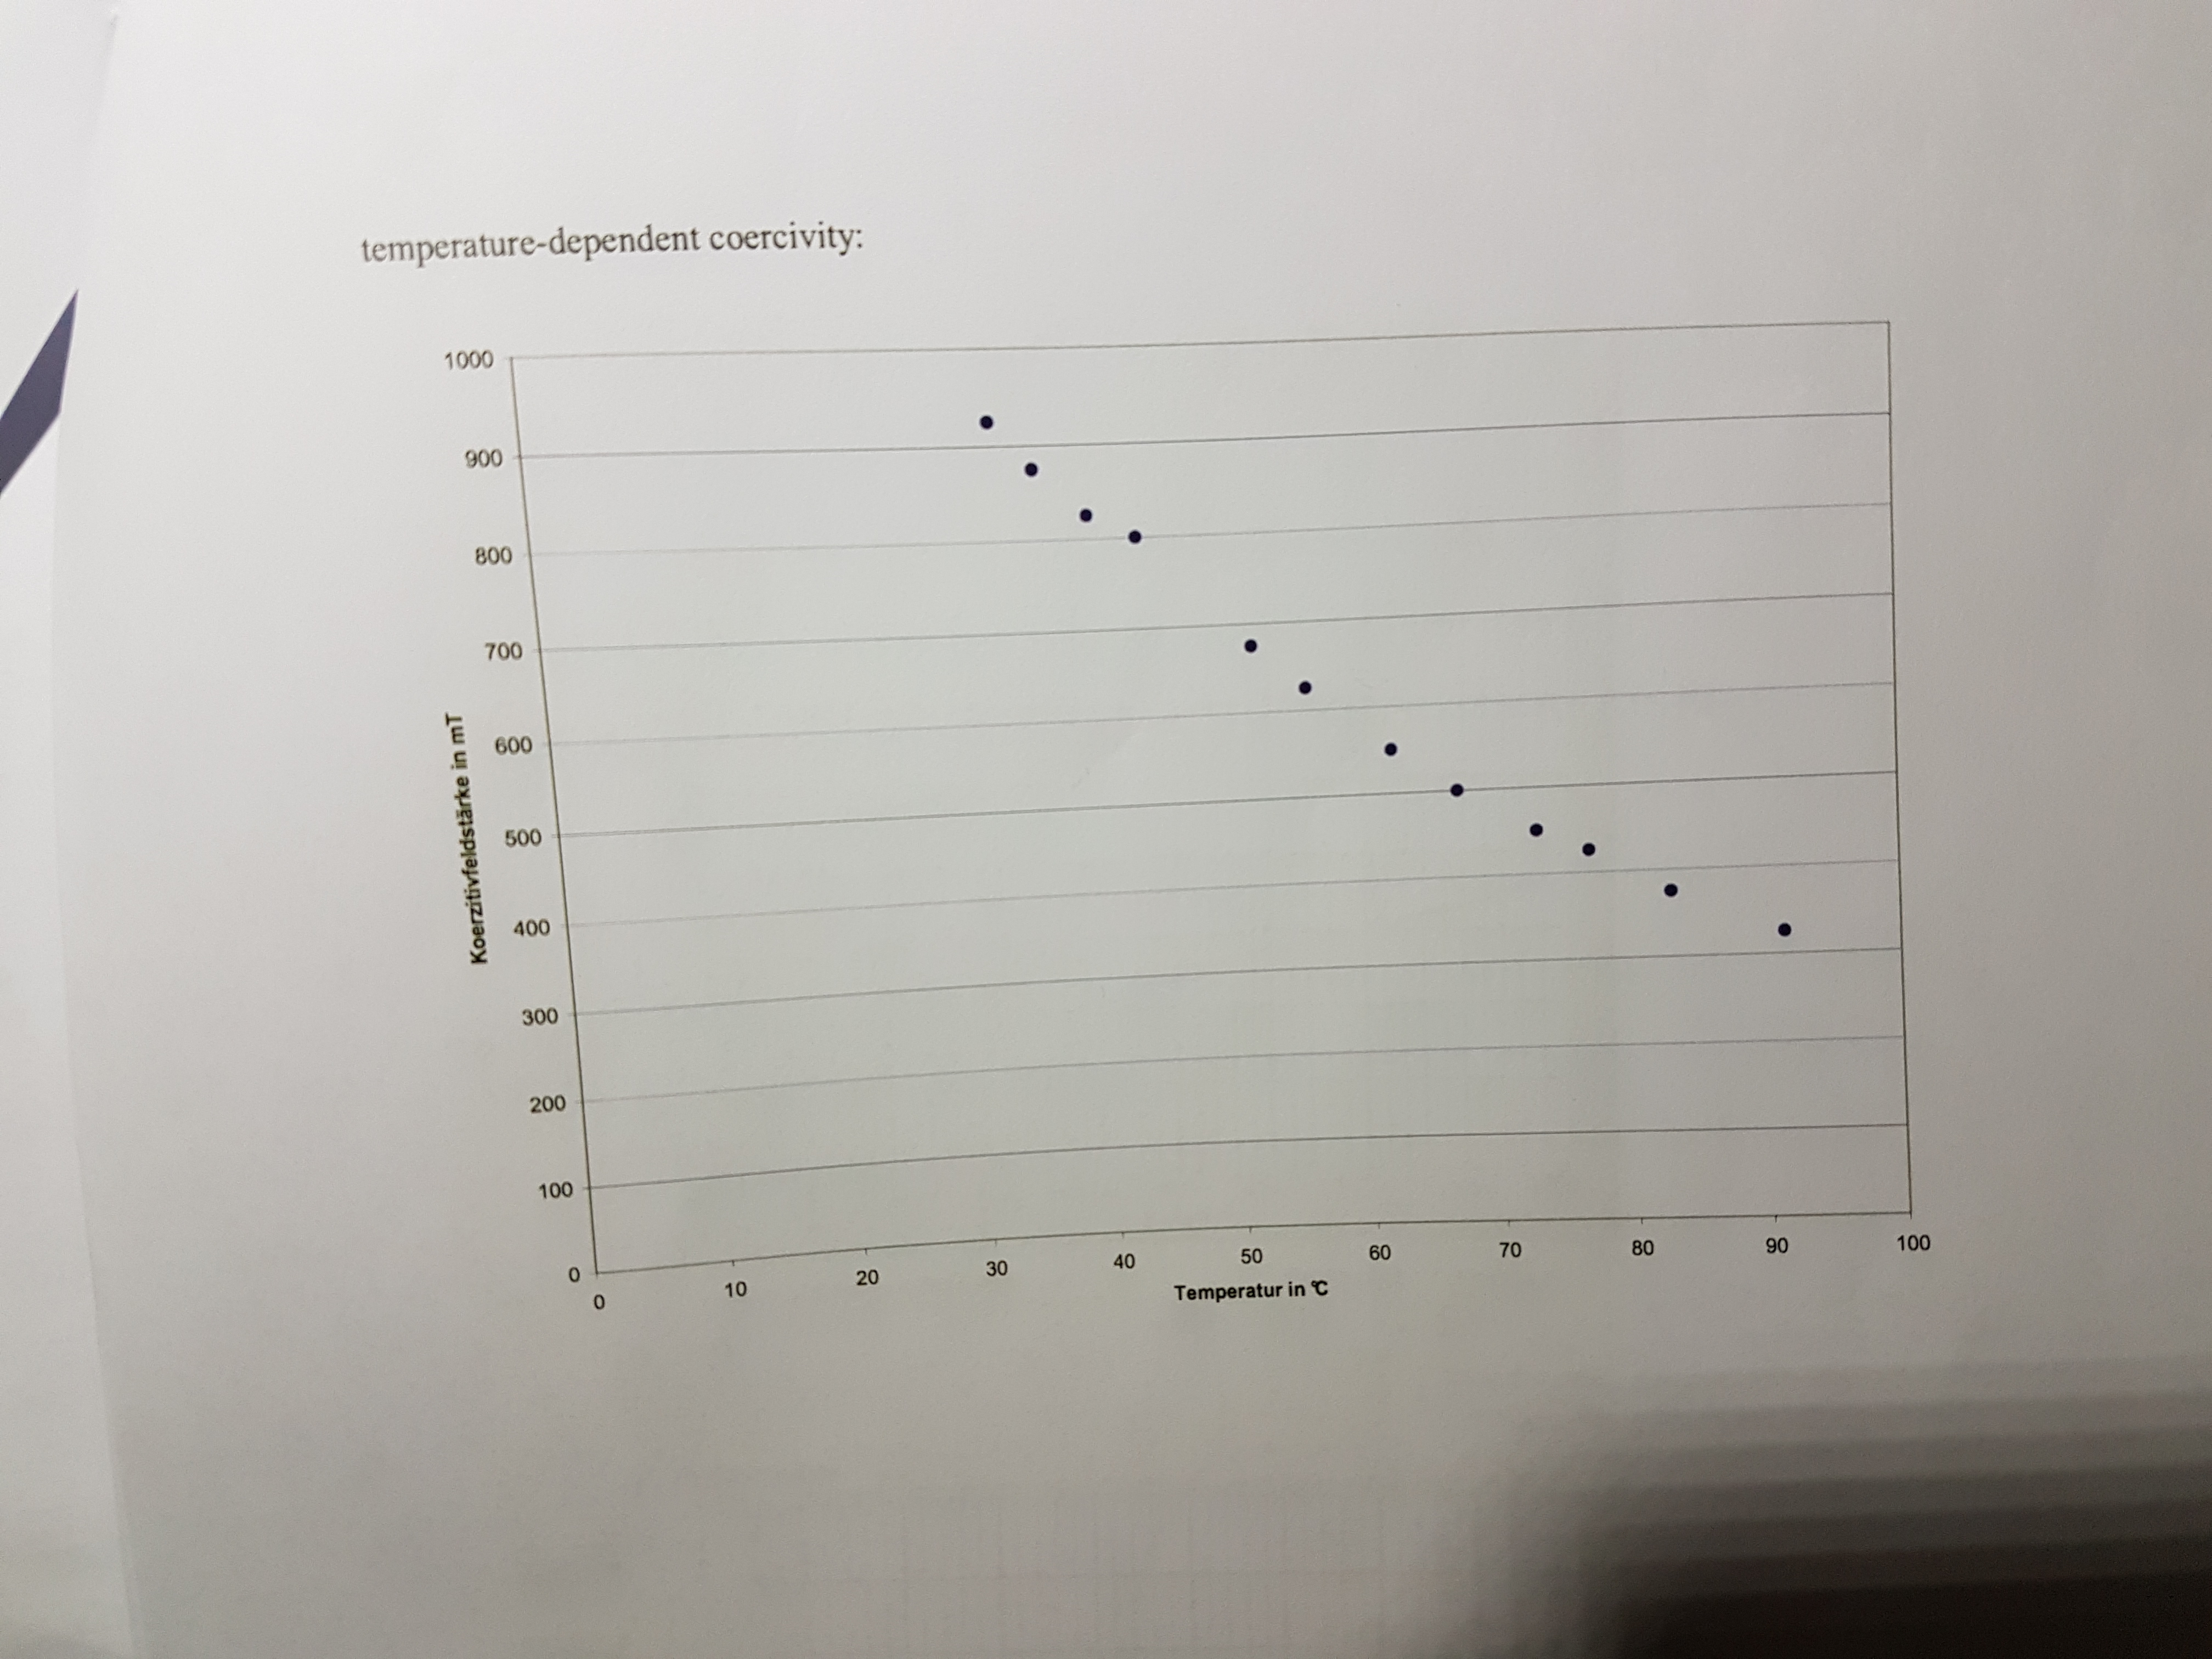 temperature-dependent coercivity:
1000
900
800
700
600
500
400
300
200
100
0
Koerzitivfeldstärke in mT
0 10 20 30 40 50 60 70 80 90 100
Temperatur in °C